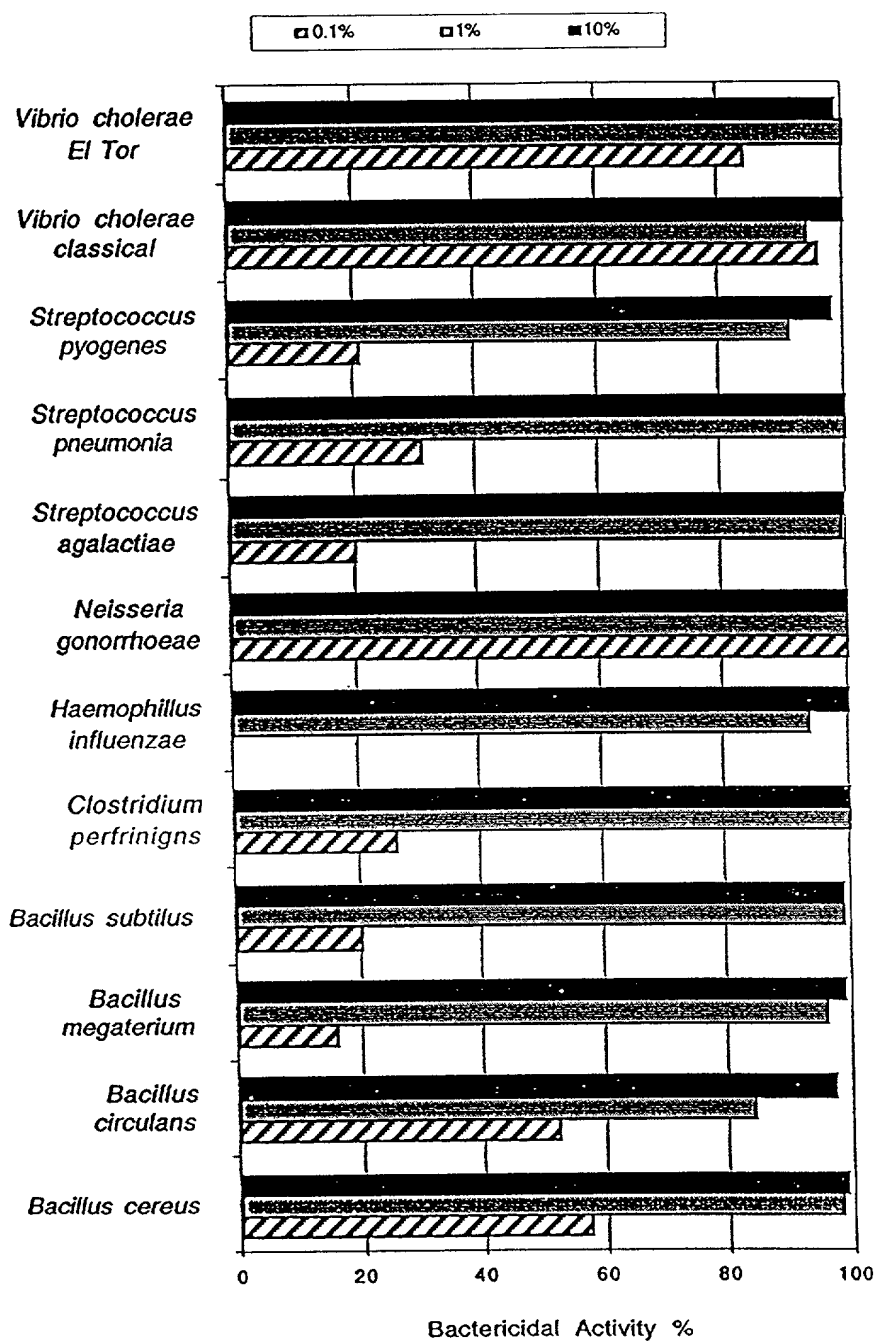 0.1% 1% 10%
Vibrio cholerae
El Tor
Vibrio cholerae
classical
Streptococcus
pyogenes
Streptococcus
pneumonia
Streptococcus
agalactiae
Neisseria
gonorrhoeae
Haemophillus
influenzae
Clostridium
perfrinigns
Bacillus subtilus
Bacillus
megaterium
Bacillus
circulans
Bacillus cereus
0 20 40 60 80 100
Bactericidal Activity %